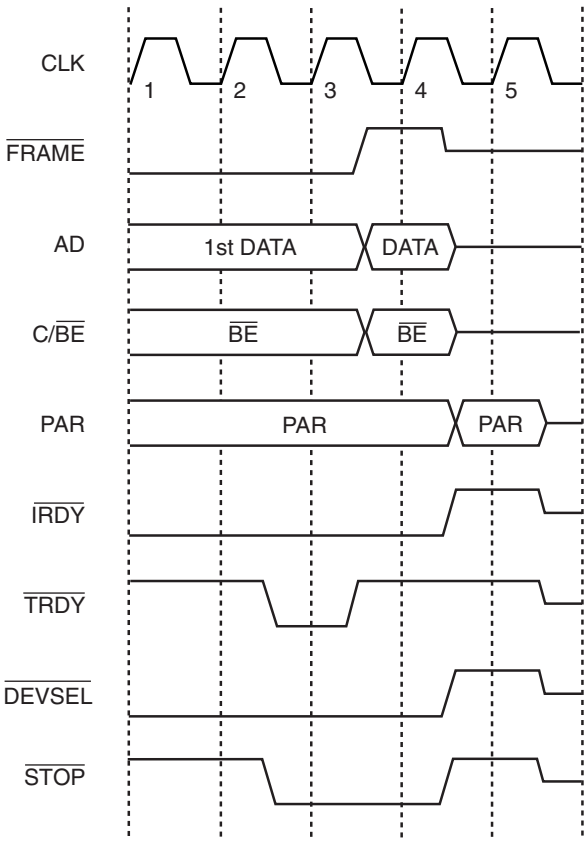 CLK
1 2 3 4 5
FRAME
AD 1st DATA DATA
C/BE BE BE
PAR PAR PAR
IRDY
TRDY
DEVSEL
STOP